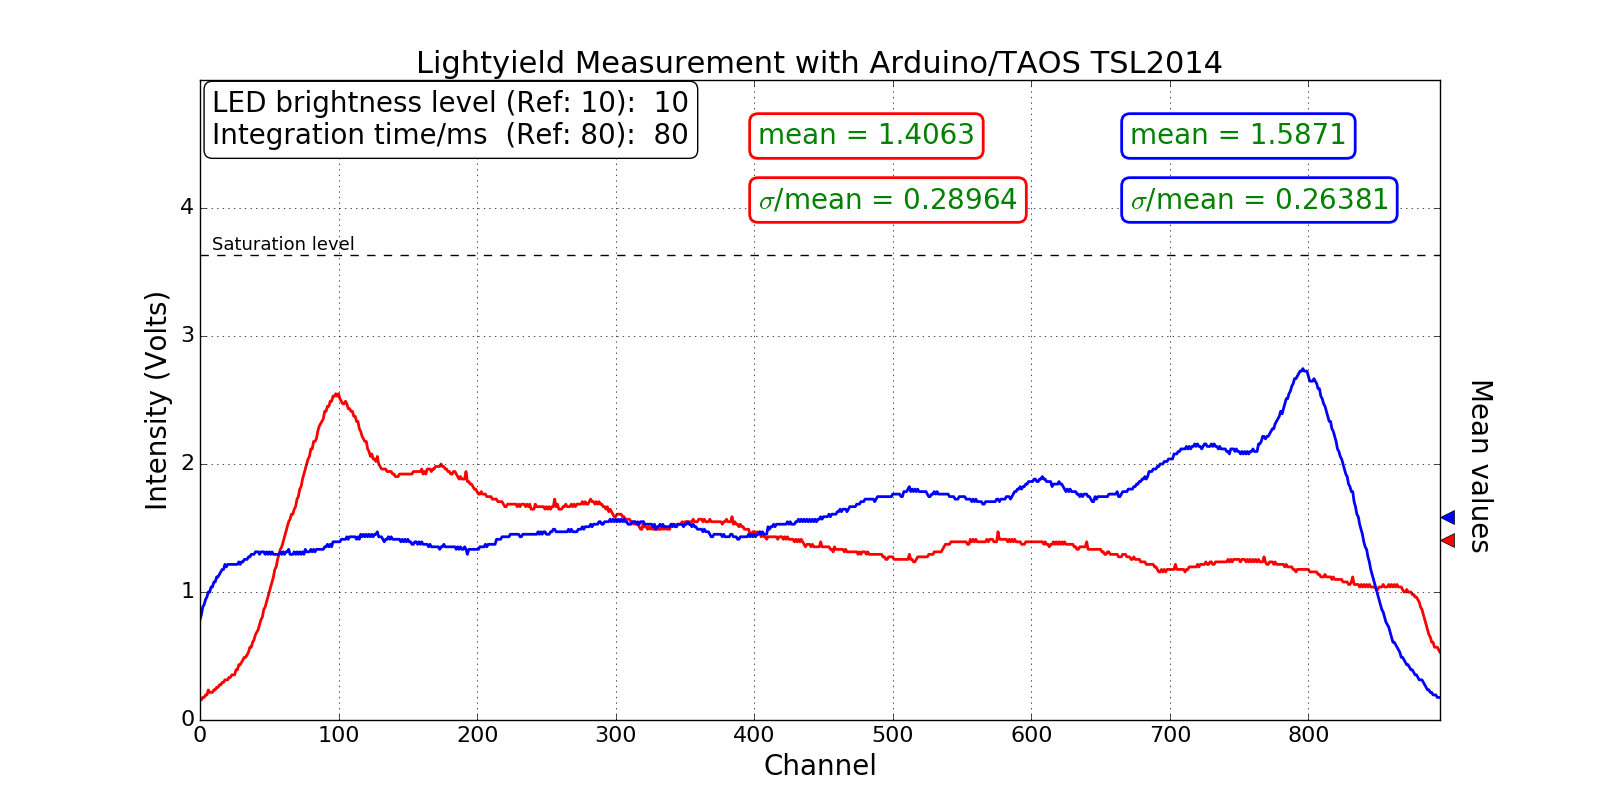 Lightyield Measurement with Arduino/TAOS TSL2014
LED brightness level (Ref: 10):  10
Integration time/ms  (Ref: 80):  80
mean = 1.4063
mean = 1.5871
σ/mean = 0.28964
σ/mean = 0.26381
Saturation level
Intensity (Volts)
4
3
2
1
0
0 100 200 300 400 500 600 700 800
Channel
Mean values